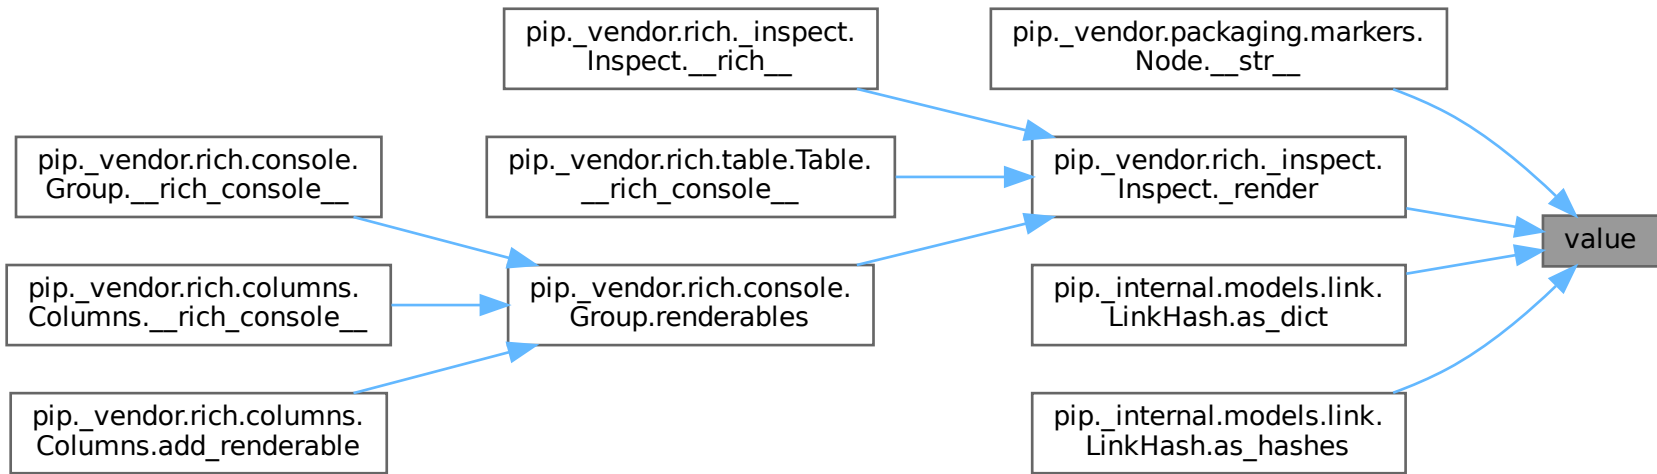 pip._vendor.rich._inspect.
Inspect.__rich__
pip._vendor.packaging.markers.
Node.__str__
pip._vendor.rich.console.
Group.__rich_console__
pip._vendor.rich.table.Table.
__rich_console__
pip._vendor.rich._inspect.
Inspect._render
value
pip._vendor.rich.columns.
Columns.__rich_console__
pip._vendor.rich.console.
Group.renderables
pip._internal.models.link.
LinkHash.as_dict
pip._vendor.rich.columns.
Columns.add_renderable
pip._internal.models.link.
LinkHash.as_hashes